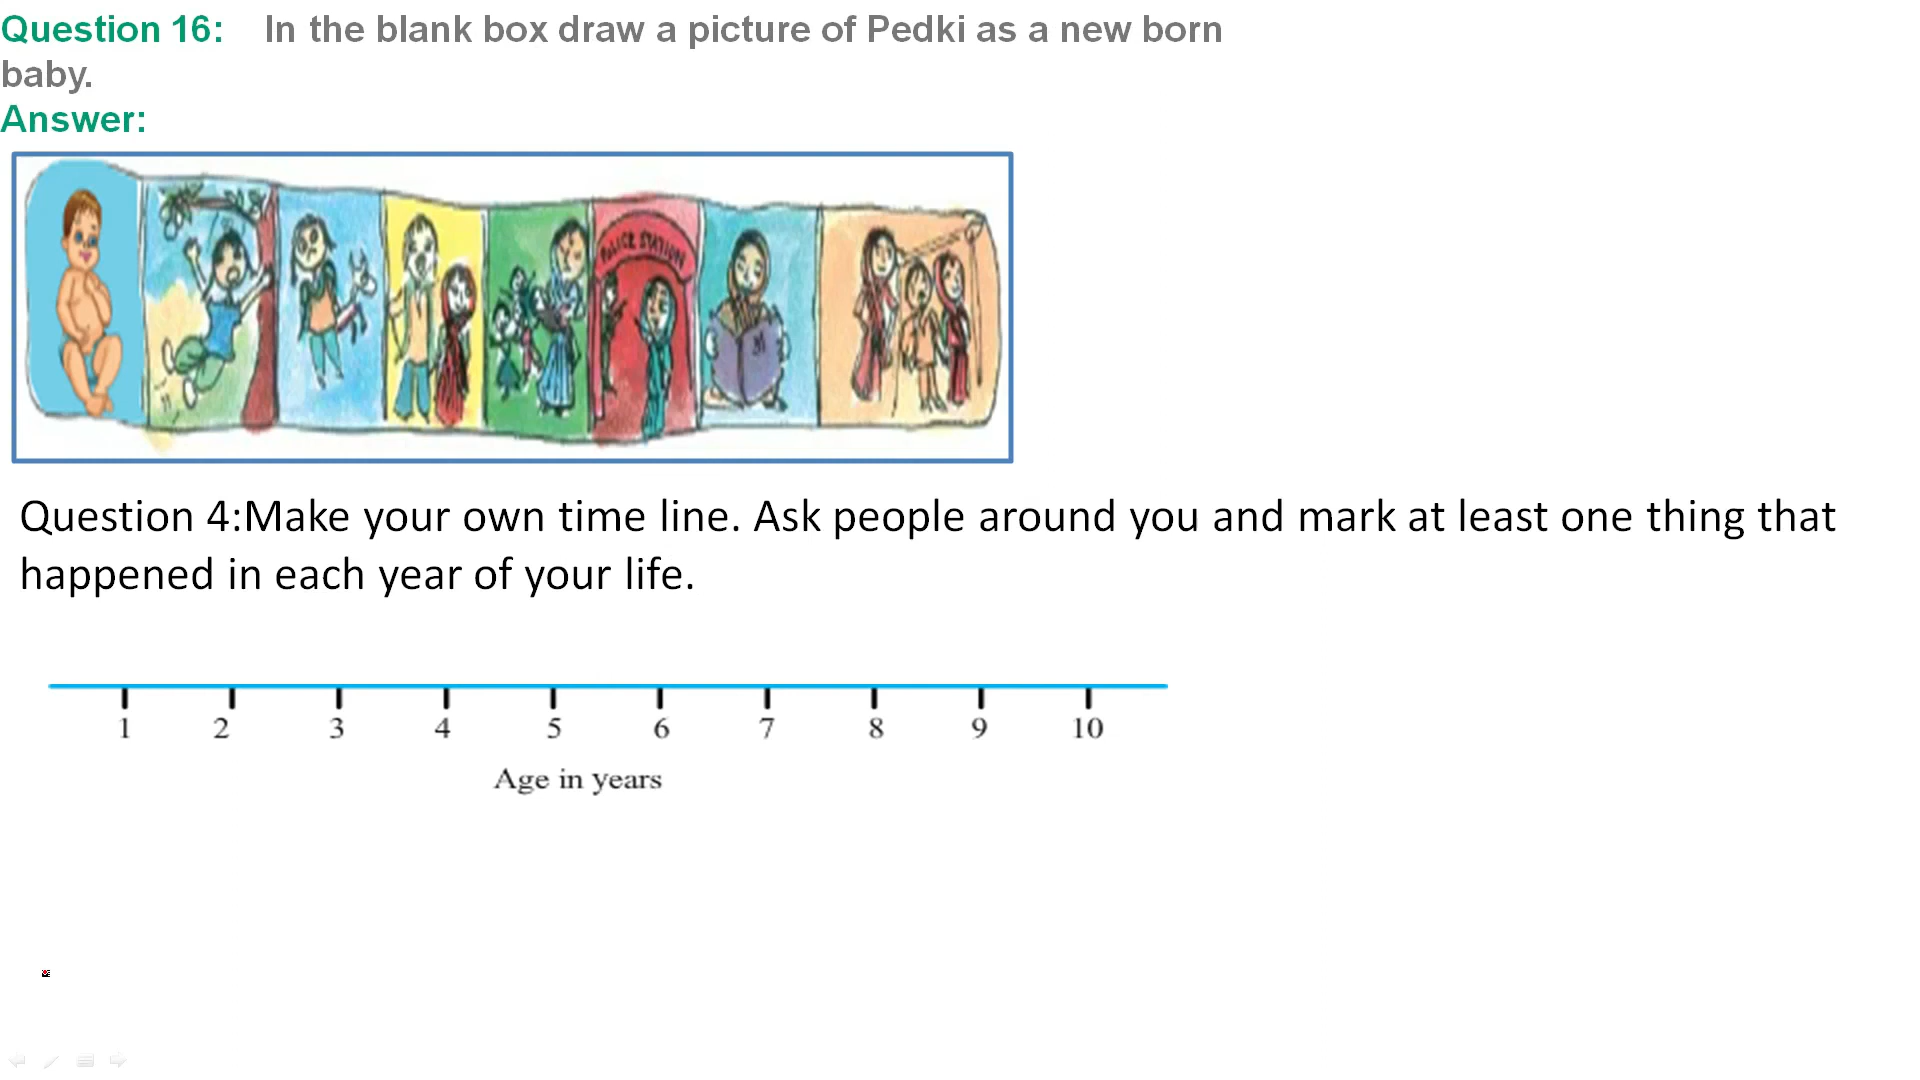 Question 16: In the blank box draw a picture of Pedki as a new born
baby.
Answer:
POLICE STATION
Question 4:Make your own time line. Ask people around you and mark at least one thing that
happened in each year of your life.
1 2 3 4 5 6 7 8 9 10
Age in years